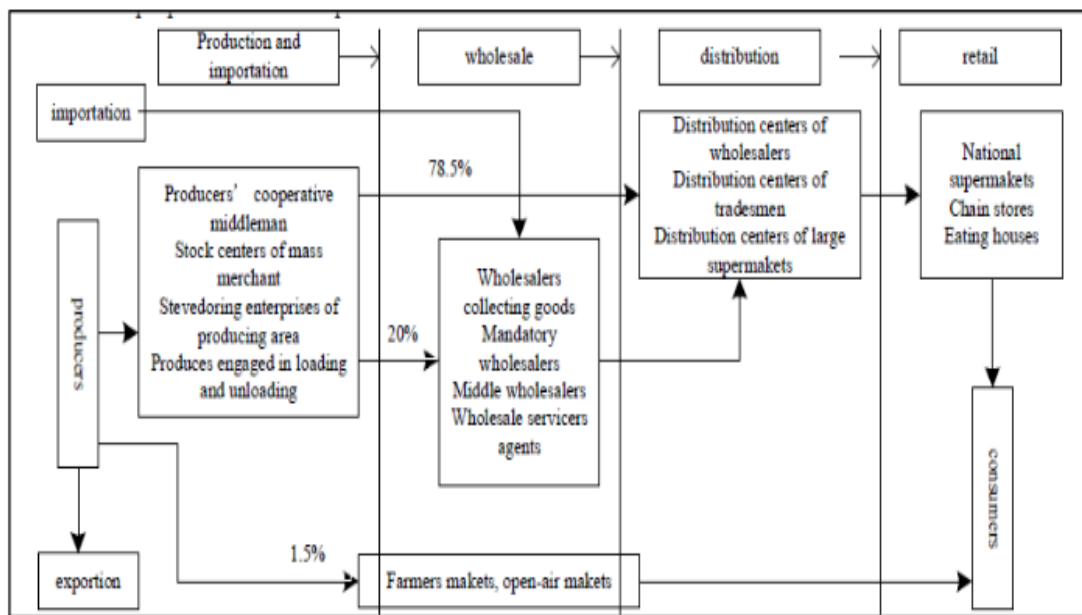 Production and
importation
wholesale
distribution
retail
importation
78.5%
Producers' cooperative
middleman
Stock centers of mass
merchant
Stevedoring enterprises of
producing area
Produces engaged in loading
and unloading
producers
20%
Wholesalers
collecting goods
Mandatory
wholesalers
Middle wholesalers
Wholesale servicers
agents
Distribution centers of
wholesalers
Distribution centers of
tradesmen
Distribution centers of large
supermakets
National
supermakets
Chain stores
Eating houses
consumers
exportion
1.5%
Farmers makets, open-air makets